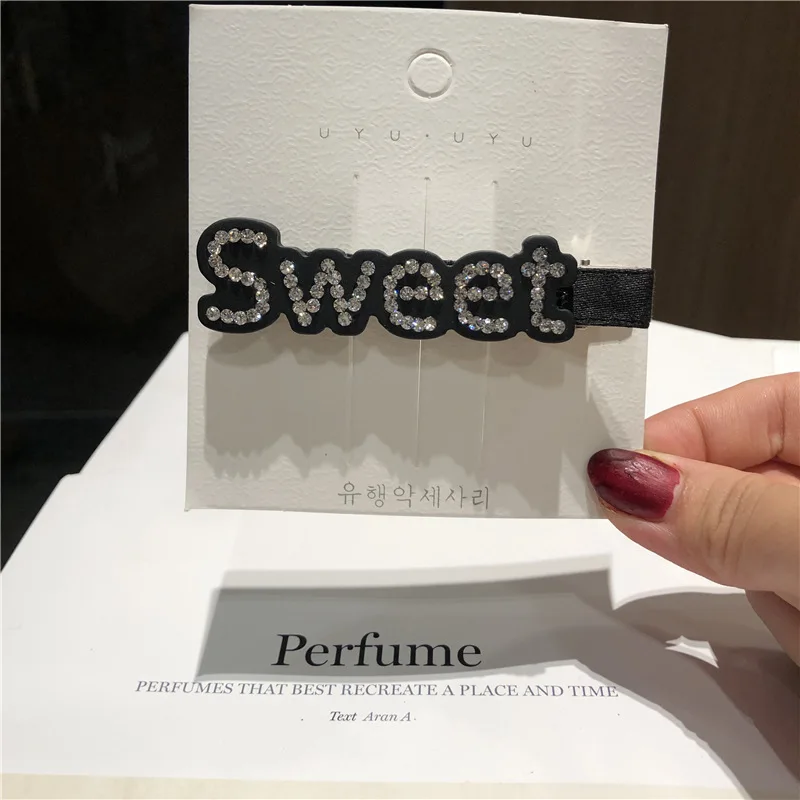 UYU·UYU
Sweet
유행악세사리
Perfume
PERFUMES THAT BEST RECREATE A PLACE AND TIME
Text Aran A.